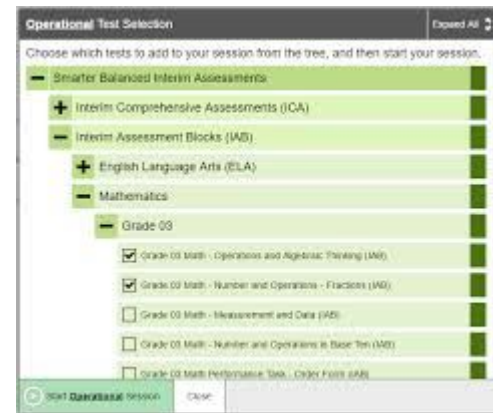 Operational Test Selection
Expand All
Choose which tests to add to your session from the tree, and then start your session.
Smarter Balanced Interim Assessments
Interim Comprehensive Assessments (ICA)
Interim Assessment Blocks (IAB)
English Language Arts (ELA)
Mathematics
Grade 03
Grade 03 Math - Operations and Algebraic Thinking (IAB)
Grade 03 Math - Number and Operations - Fractions (IAB)
Grade 03 Math - Measurement and Data (IAB)
Grade 03 Math - Number and Operations in Base Ten (IAB)
Grade 03 Math Performance Task - Order Form (IAB)
Start Operational Session
Close